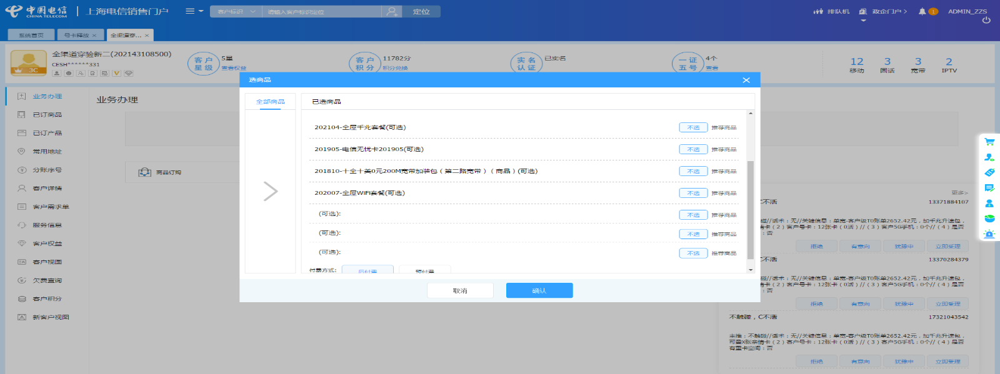 中国电信
CHINA TELECOM
上海电信销售门户
客户标识
请输入客户标识定位
定位
排队机
政企门户>
1
ADMIN_ZZS
系统首页
号卡释放 ×
全渠道穿... ×
3C
全渠道穿验新二(202143108500)
CESH******331
客户星级
5星
查看权益
客户积分
11782分
积分兑换
实名认证
已实名
一证五号
4个
查看
12
移动
3
固话
3
宽带
2
IPTV
业务办理
已订商品
已订产品
常用地址
分账序号
客户详情
客户需求单
服务信息
客户权益
客户视图
欠费查询
客户积分
新客户视图
业务办理
商品订购
选商品
全部商品
已选商品
202104-全屋千兆套餐(可选)
不选
推荐商品
201905-电信无忧卡201905(可选)
不选
推荐商品
201810-十全十美0元200M宽带加装包（第二路宽带）（商品）(可选)
不选
推荐商品
202007-全屋WIFI套餐(可选)
不选
推荐商品
(可选):
不选
推荐商品
(可选):
不选
推荐商品
(可选):
不选
推荐商品
付费方式:
后付费
预付费
取消
确认
更多>
C不活
13371884107
碰//话术：无//关键信息：单宽-客户级T0账单2652.42元，加千兆升速包，
情卡（2）客户号卡：12张卡（0活）//（3）客户5G手机：0个//（4）是否
：否
拒绝
有意向
犹豫中
立即受理
C不活
13370284379
碰//话术：无//关键信息：单宽-客户级T0账单2652.42元，加千兆升速包，
情卡（2）客户号卡：12张卡（0活）//（3）客户5G手机：0个//（4）是否
：否
拒绝
有意向
犹豫中
立即受理
不触碰，C不活
17321043542
主推：不触碰//话术：无//关键信息：单宽-客户级T0账单2652.42元，加千兆升速包，
可叠X张亲情卡（2）客户号卡：12张卡（0活）//（3）客户5G手机：0个//（4）是否
有重卡空间：否
拒绝
有意向
犹豫中
立即受理